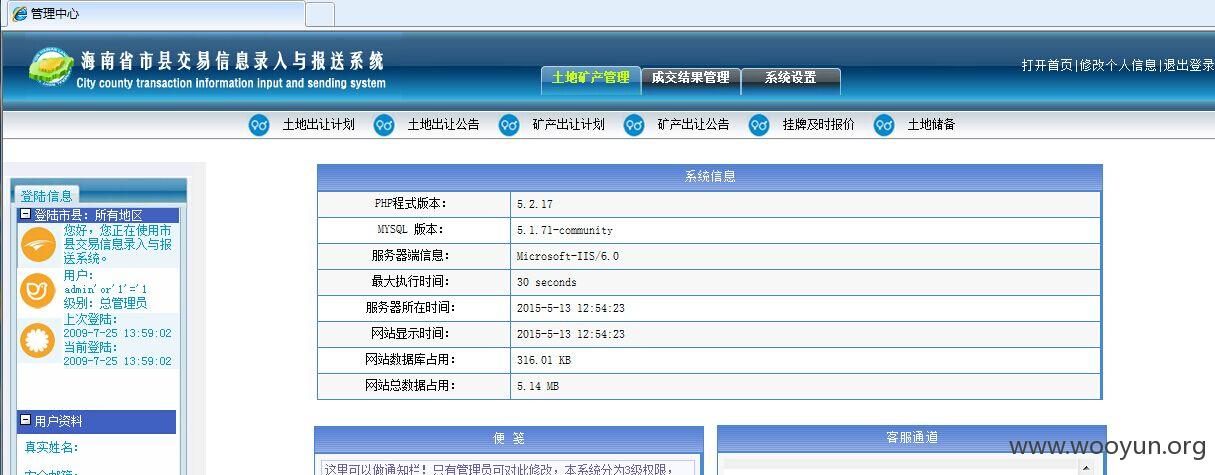 管理中心
海南省市县交易信息录入与报送系统
City county transaction information input and sending system
土地矿产管理 成交结果管理 系统设置
打开首页|修改个人信息|退出登录
土地出让计划 土地出让公告 矿产出让计划 矿产出让公告 挂牌及时报价 土地储备
登陆信息
登陆市县：所有地区
您好，您正在使用市
县交易信息录入与报
送系统。
用户：
admin'or'1'='1
级别：总管理员
上次登陆：
2009-7-25 13:59:02
当前登陆：
2009-7-25 13:59:02
用户资料
真实姓名：
系统信息
PHP程式版本： 5.2.17
MYSQL 版本： 5.1.71-community
服务器端信息： Microsoft-IIS/6.0
最大执行时间： 30 seconds
服务器所在时间： 2015-5-13 12:54:23
网站显示时间： 2015-5-13 12:54:23
网站数据库占用： 316.01 KB
网站总数据占用： 5.14 MB
便 笺
这里可以做通知栏！只有管理员可对此修改，本系统分为3级权限，
客服通道
www.wooyun.org